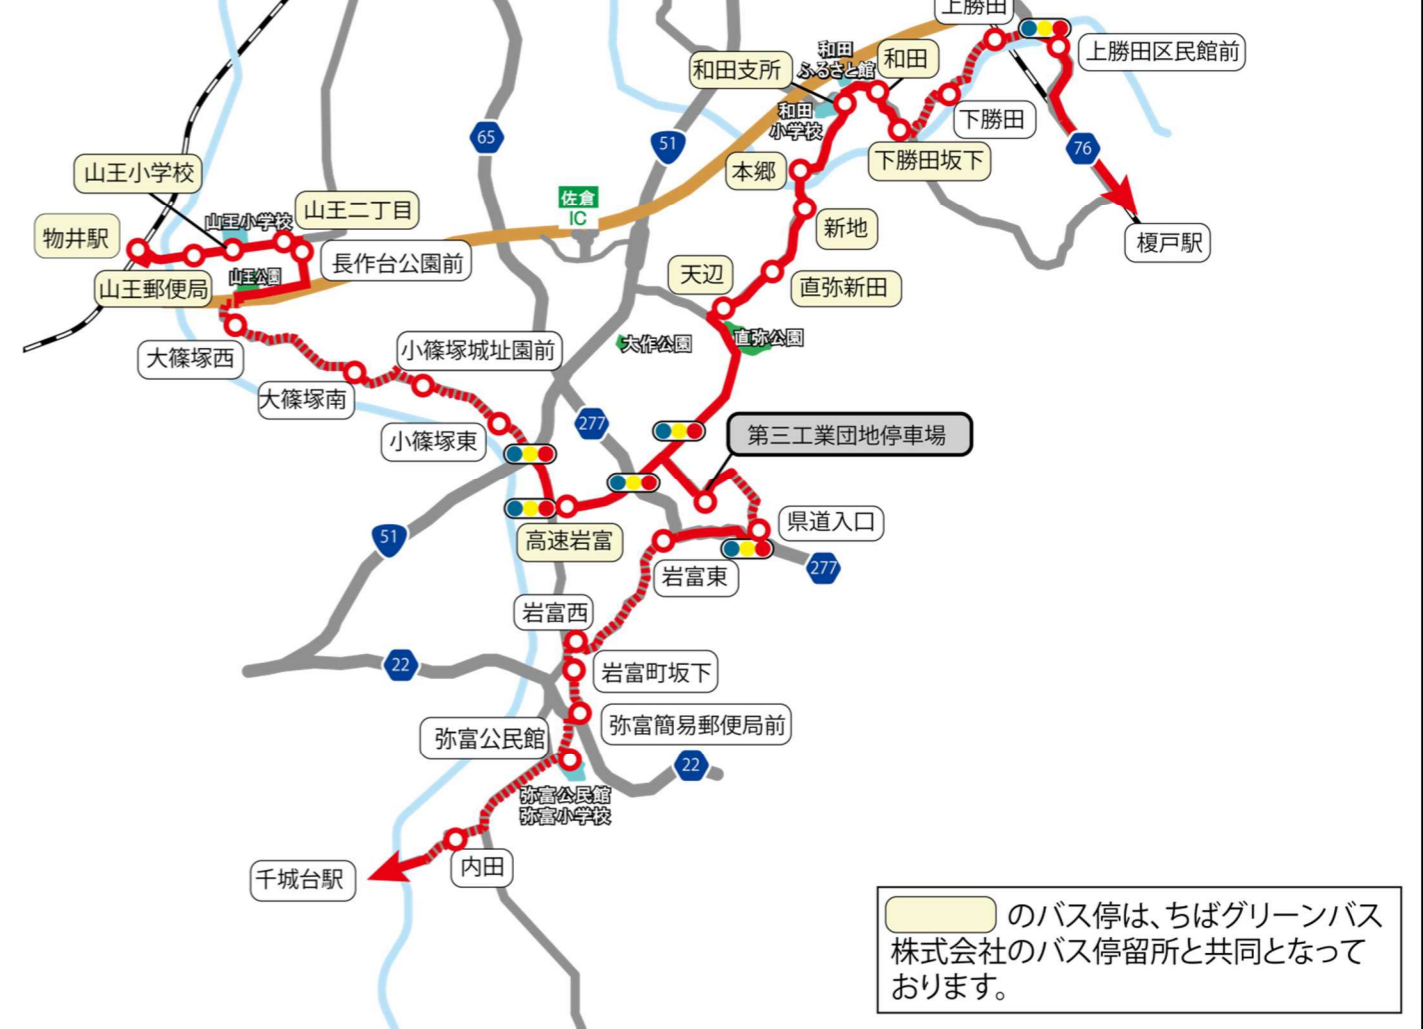 上勝田
上勝田区民館前
和田
ふるさと館
和田
和田支所
和田
小学校
下勝田
76
65
51
本郷
下勝田坂下
山王小学校
佐倉
IC
山王小学校
山王二丁目
新地
物井駅
榎戸駅
長作台公園前
山王公園
天辺
直弥新田
山王郵便局
大篠塚西
小篠塚城址園前
大作公園
直弥公園
大篠塚南
277
小篠塚東
第三工業団地停車場
51
高速岩富
県道入口
岩富東
277
岩富西
22
岩富町坂下
弥富公民館
弥富簡易郵便局前
22
弥富公民館
弥富小学校
内田
千城台駅
のバス停は、ちばグリーンバス
株式会社のバス停留所と共同となって
おります。